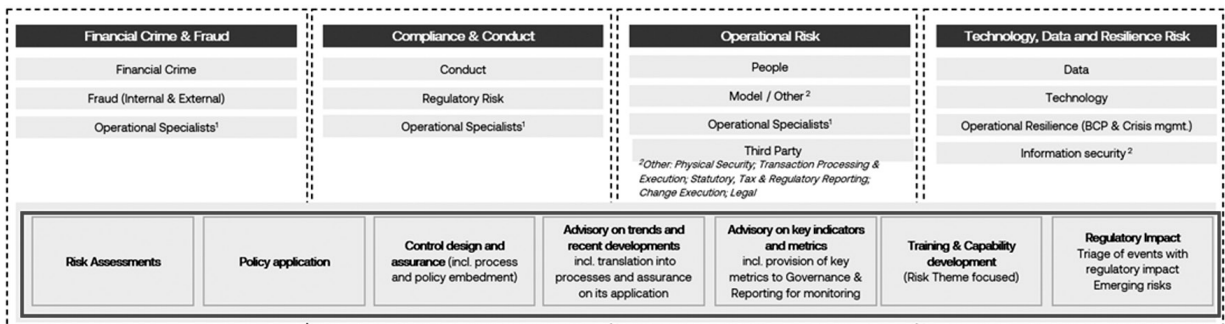 Financial Crime & Fraud
Financial Crime
Fraud (Internal & External)
Operational Specialists¹
Compliance & Conduct
Conduct
Regulatory Risk
Operational Specialists¹
Operational Risk
People
Model / Other ²
Operational Specialists¹
Third Party
²Other: Physical Security; Transaction Processing &
Execution; Statutory, Tax & Regulatory Reporting;
Change Execution; Legal
Technology, Data and Resilience Risk
Data
Technology
Operational Resilience (BCP & Crisis mgmt.)
Information security ²
Risk Assessments
Policy application
Control design and
assurance (incl. process
and policy embedment)
Advisory on trends and
recent developments
incl. translation into
processes and assurance
on its application
Advisory on key indicators
and metrics
incl. provision of key
metrics to Governance &
Reporting for monitoring
Training & Capability
development
(Risk Theme focused)
Regulatory Impact
Triage of events with
regulatory impact
Emerging risks